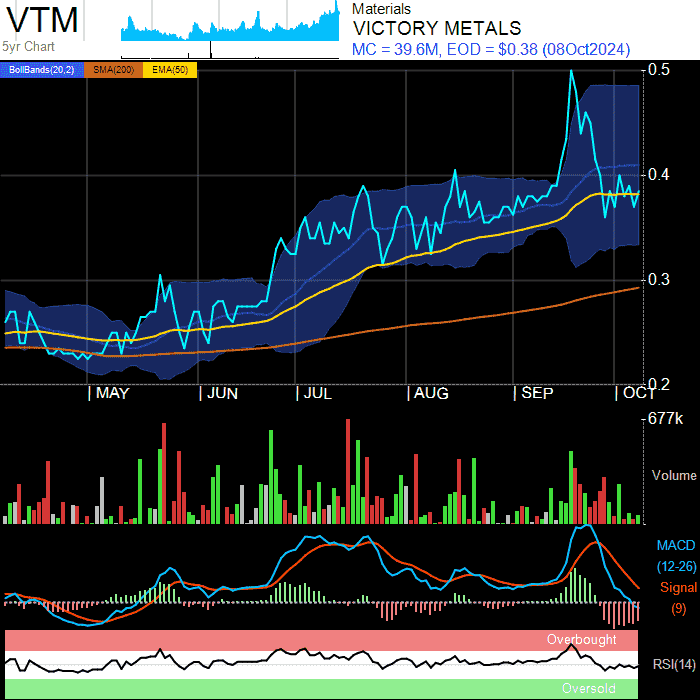 VTM
5yr Chart
Materials
VICTORY METALS
MC = 39.6M, EOD = $0.38 (08Oct2024)
BollBands(20,2) SMA(200) EMA(50)
0.5
0.4
0.3
0.2
MAY JUN JUL AUG SEP OCT
677k
Volume
MACD
(12-26)
Signal
(9)
Overbought
RSI(14)
Oversold